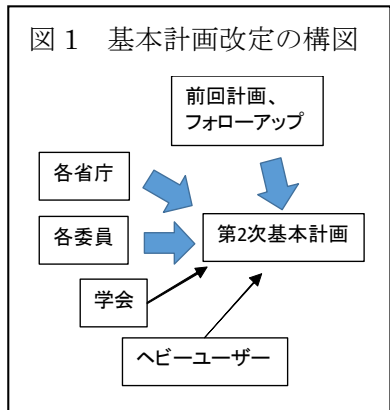 図1　基本計画改定の構図
前回計画、
フォローアップ
各省庁
各委員
第2次基本計画
学会
ヘビーユーザー